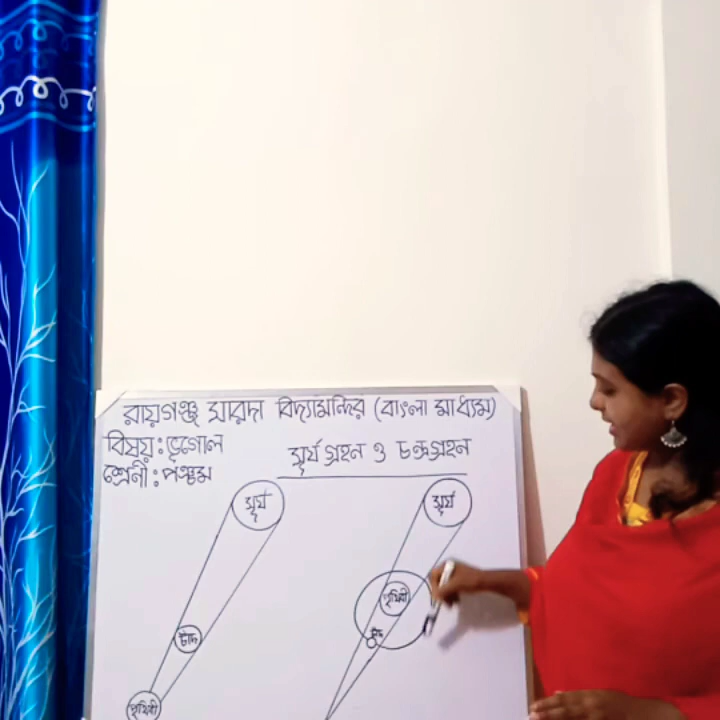 রায়গঞ্জ সারদা বিদ্যামন্দির (বাংলা মাধ্যম)
বিষয়: ভূগোল
শ্রেনী: পঞ্চম
সূর্য গ্রহন ও চন্দ্রগ্রহন
সূর্য
সূর্য
পৃথিবী
চাঁদ
চাঁদ
পৃথিবী